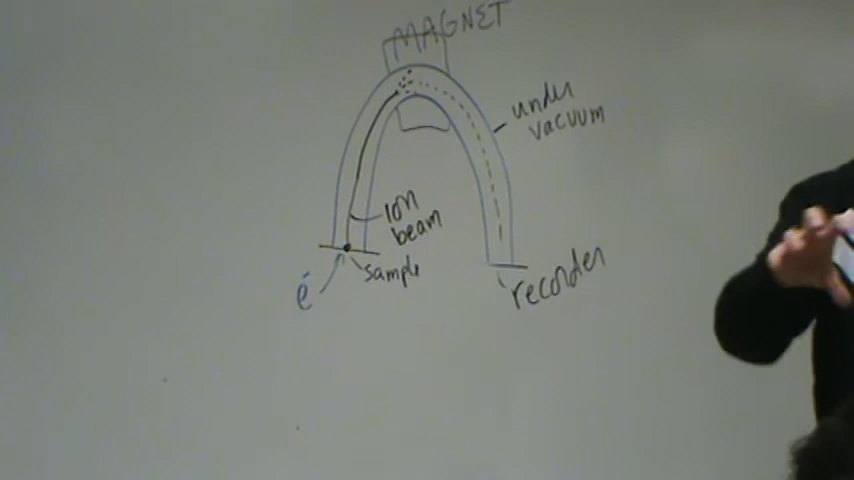 MAGNET
under
vacuum
ion
beam
sample
é
recorder